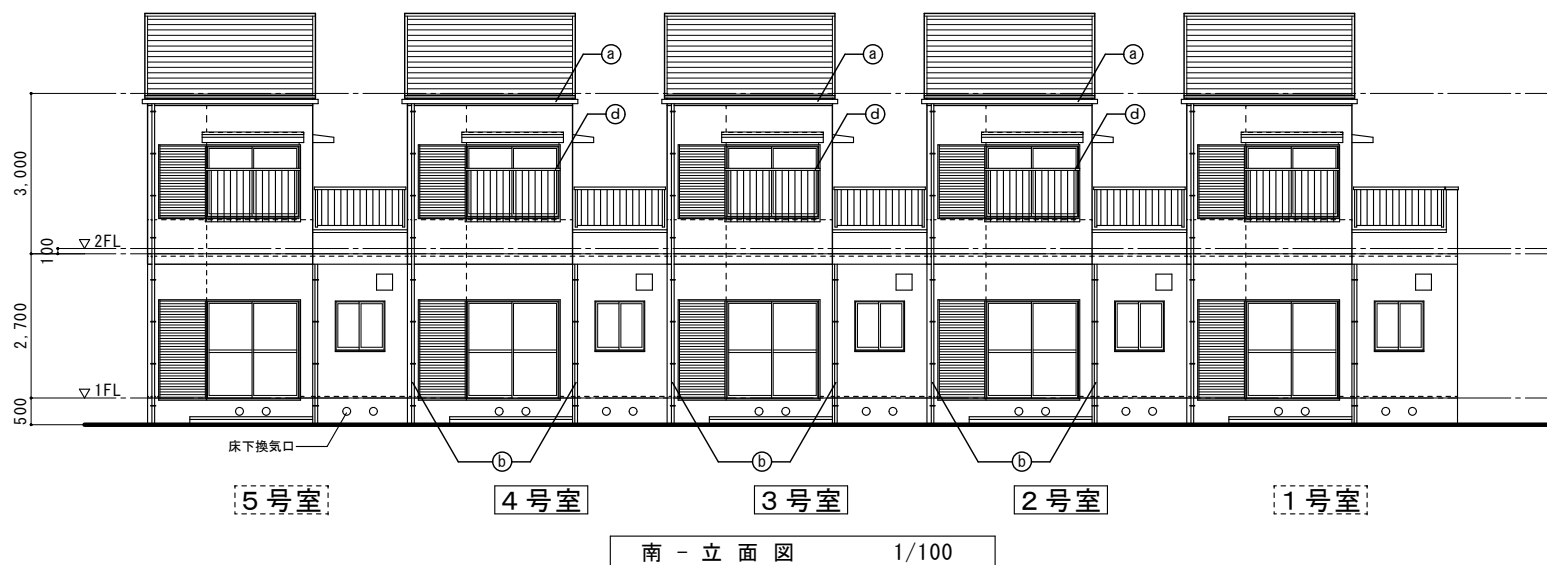 ⓐ ⓐ ⓐ
ⓓ ⓓ ⓓ
3,000
▽2FL
100
2,700
▽1FL
500
床下換気口
ⓑ ⓑ ⓑ
5号室 4号室 3号室 2号室 1号室
南 - 立 面 図 1/100